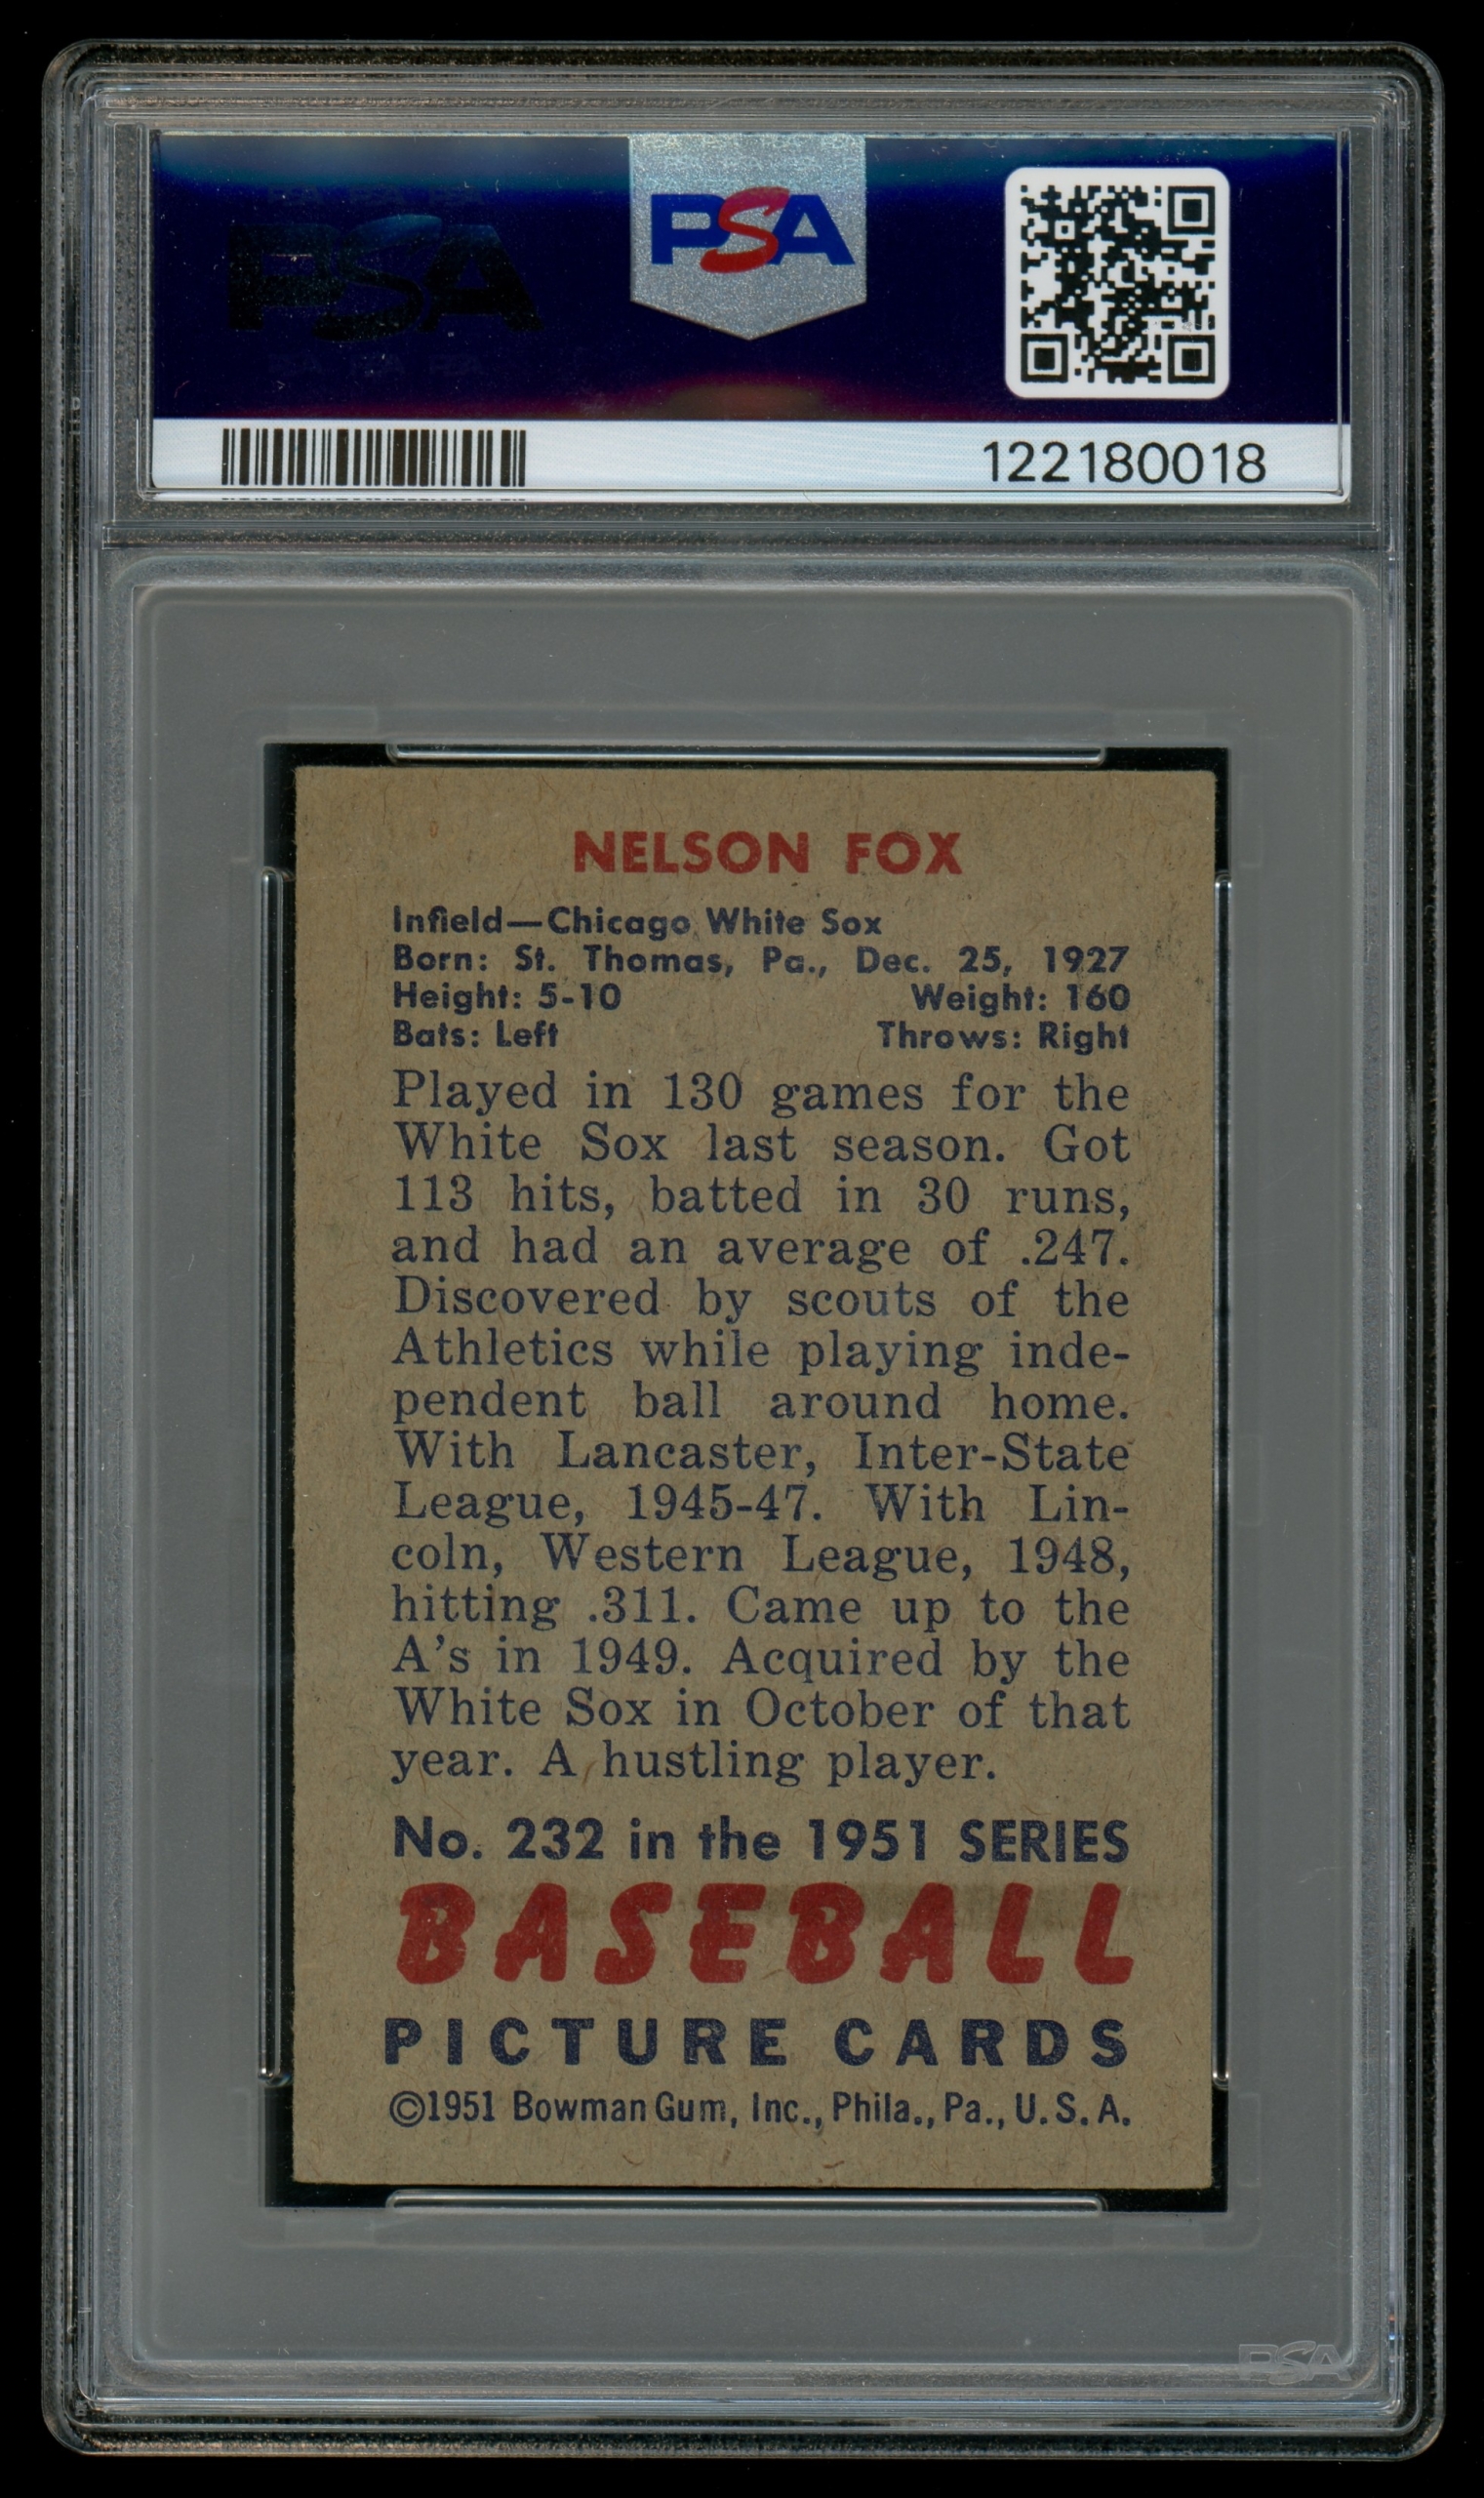 PSA
PSA
122180018
NELSON FOX
Infield—Chicago White Sox
Born: St. Thomas, Pa., Dec. 25, 1927
Height: 5-10 Weight: 160
Bats: Left Throws: Right
Played in 130 games for the
White Sox last season. Got
113 hits, batted in 30 runs,
and had an average of .247.
Discovered by scouts of the
Athletics while playing inde-
pendent ball around home.
With Lancaster, Inter-State
League, 1945-47. With Lin-
coln, Western League, 1948,
hitting .311. Came up to the
A's in 1949. Acquired by the
White Sox in October of that
year. A hustling player.
No. 232 in the 1951 SERIES
BASEBALL
PICTURE CARDS
©1951 Bowman Gum, Inc., Phila., Pa., U.S.A.
PSA